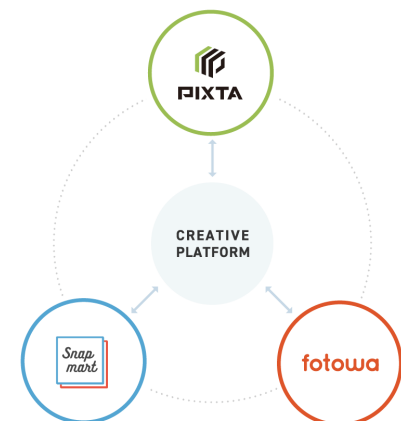 PIXTA
CREATIVE
PLATFORM
Snap
mart
fotowa